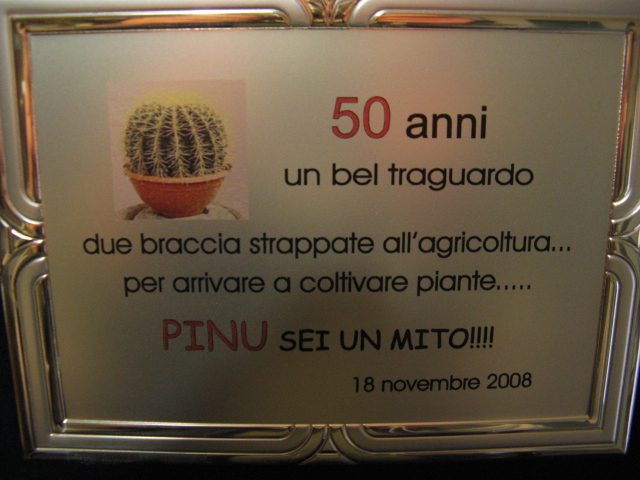 50 anni
un bel traguardo
due braccia strappate all'agricoltura...
per arrivare a coltivare piante.....
PINU SEI UN MITO!!!!
18 novembre 2008